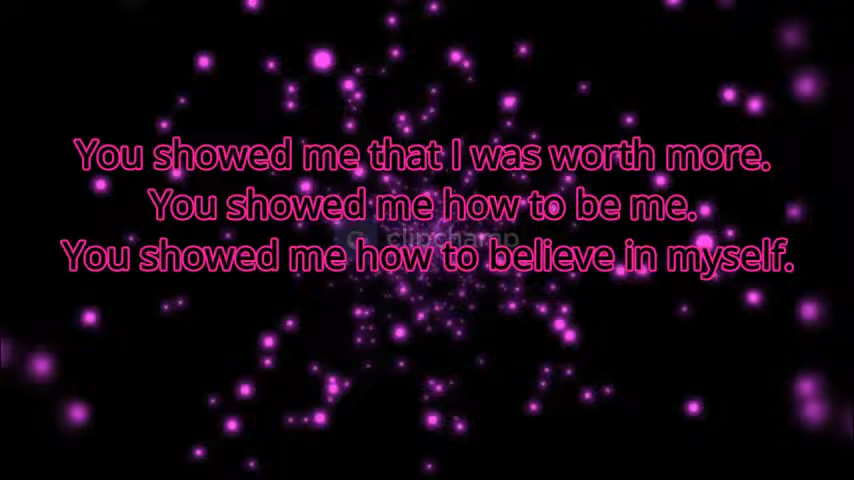 You showed me that I was worth more.
You showed me how to be me.
clipchamp
You showed me how to believe in myself.